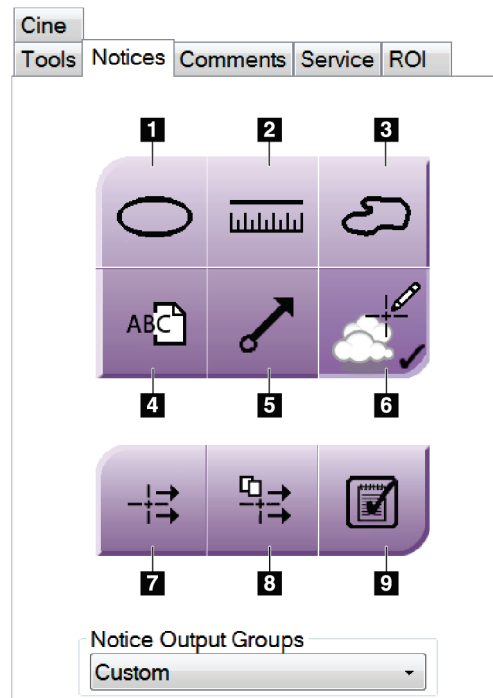 Cine
Tools Notices Comments Service ROI
1 2 3
ABC
4 5 6
7 8 9
Notice Output Groups
Custom